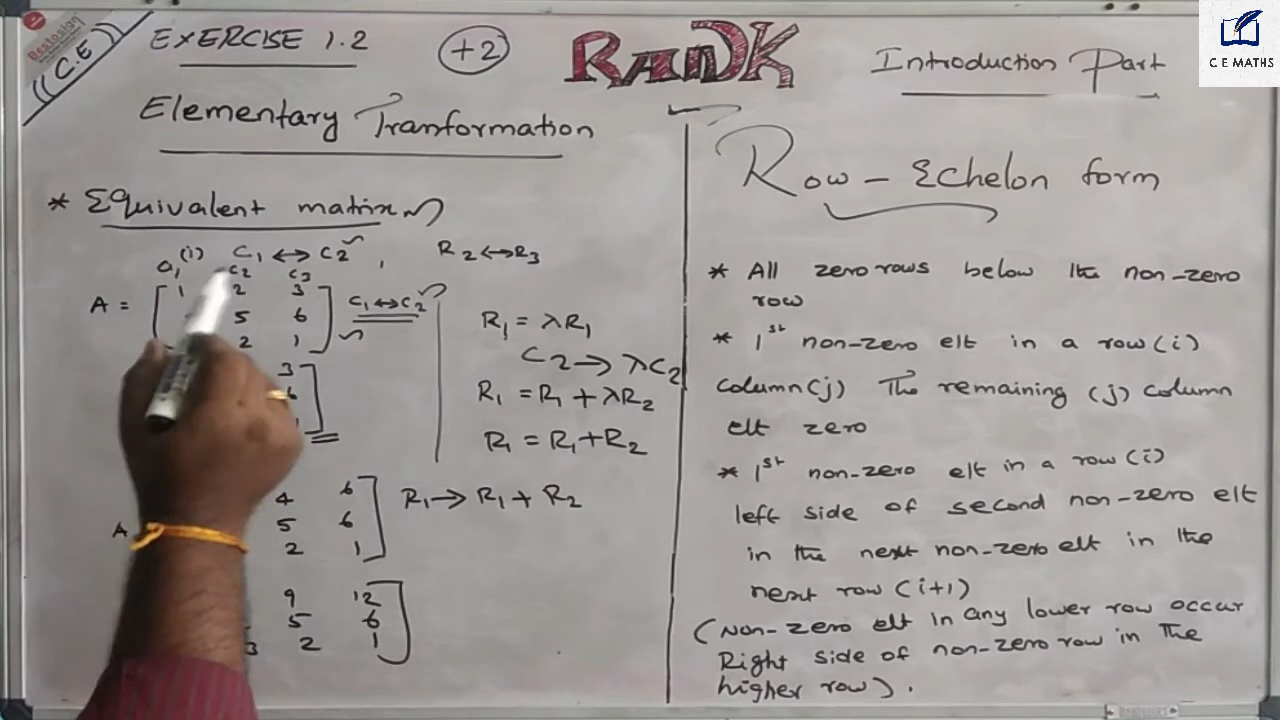 Bestosign
(( C.E ))
EXERCISE 1.2
+2
RANK
Introduction Part
C E MATHS
Elementary Tranformation
* Equivalent matrix
(i) C1 ↔ C2 , R2 ↔ R3
C2 C3
A = 1 2 3 C1 ↔ C2
5 6
2 1
3
6
R1 = λR1
C2 → λC2
R1 = R1 + λR2
R1 = R1 + R2
4 6 R1 → R1 + R2
A 5 6
2 1
9 12
5 6
3 2 1
Row - Echelon form
* All zero rows below the non-zero
row
* 1st non-zero elt in a row (i)
column (j) The remaining (j) column
elt zero
* 1st non-zero elt in a row (i)
left side of second non-zero elt
in the next non-zero elt in the
next row (i+1)
(Non-zero elt in any lower row occur
Right side of non-zero row in the
higher row).